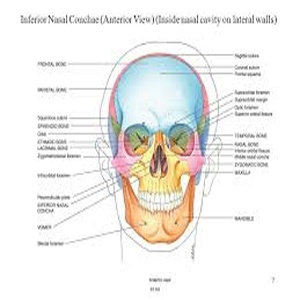 Inferior Nasal Conchae (Anterior View) (Inside nasal cavity on lateral walls)
FRONTAL BONE
PARIETAL BONE
Squamous suture
SPHENOID BONE
ETHMOID BONE
LACRIMAL BONE
Zygomaticofrontal foramen
Infraorbital foramen
Perpendicular plate
INFERIOR NASAL
CONCHA
VOMER
Mental foramen
Sagittal suture
Coronal suture
Frontal squama
Supraorbital foramen
Supraorbital margin
Optic foramen
Superior orbital fissure
TEMPORAL BONE
NASAL BONE
Inferior orbital fissure
Middle nasal concha
ZYGOMATIC BONE
MAXILLA
MANDIBLE
Anterior view
7